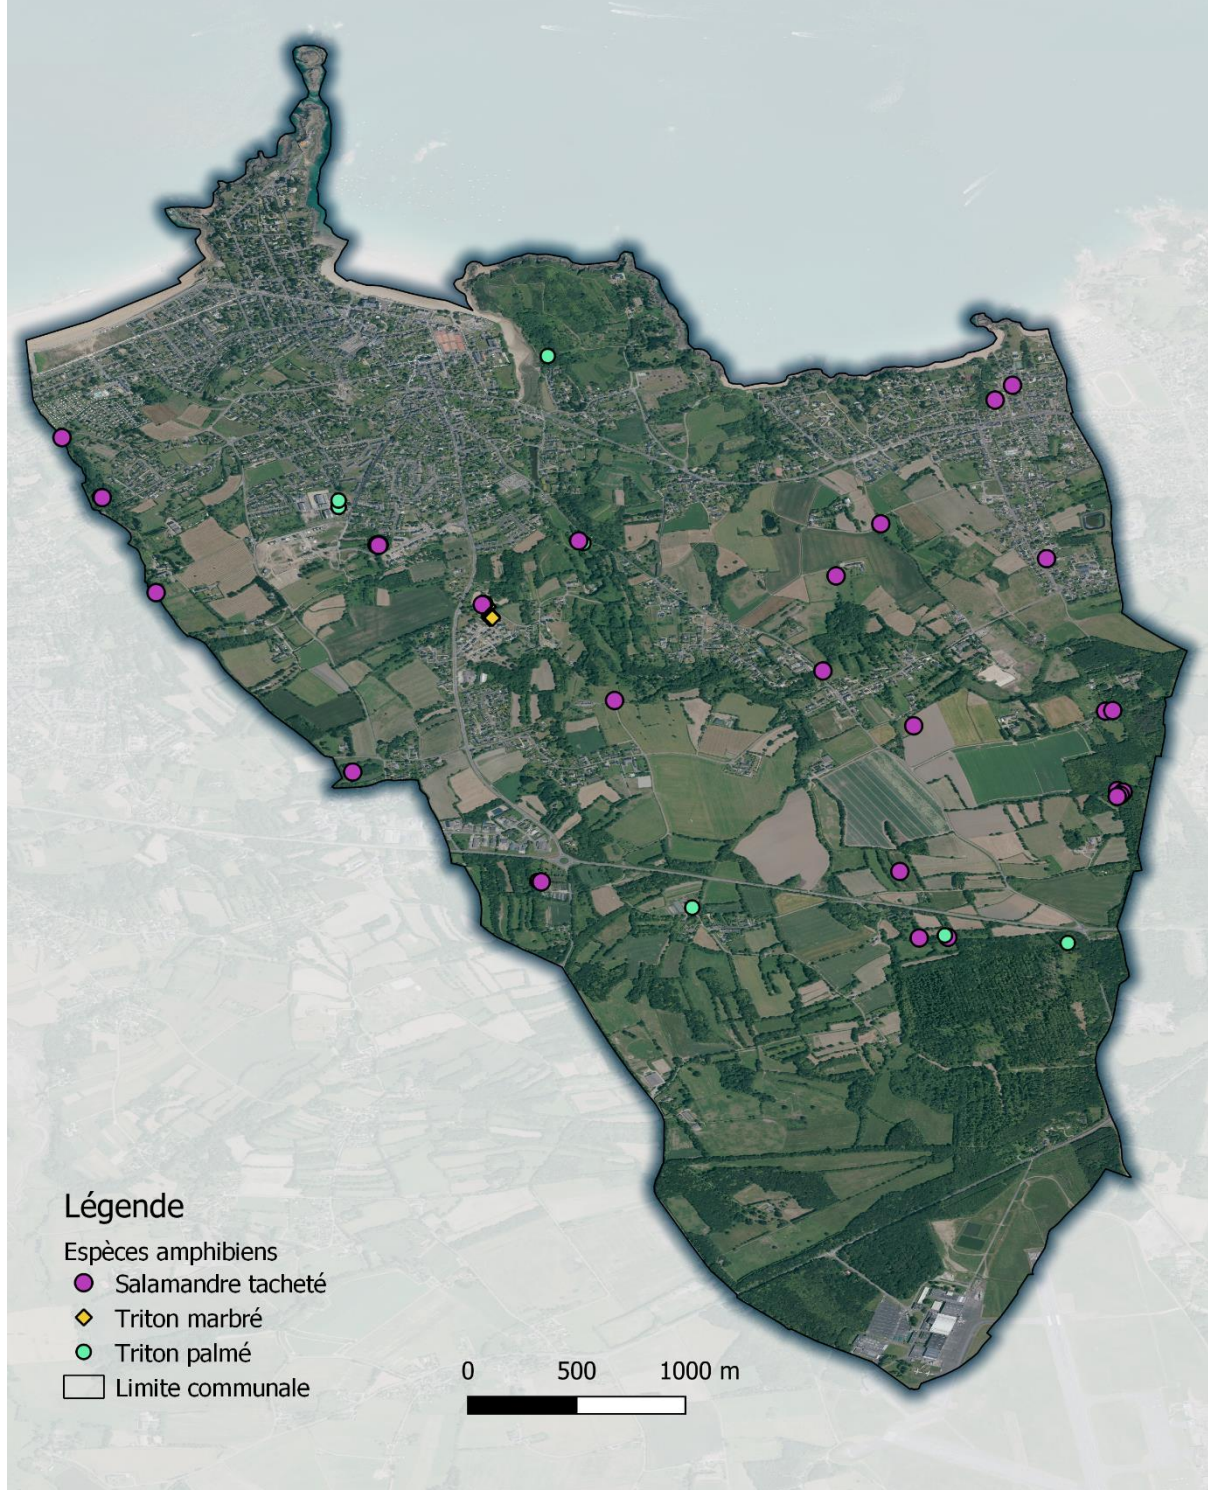 Légende
Espèces amphibiens
Salamandre tacheté
Triton marbré
Triton palmé
Limite communale
0 500 1000 m